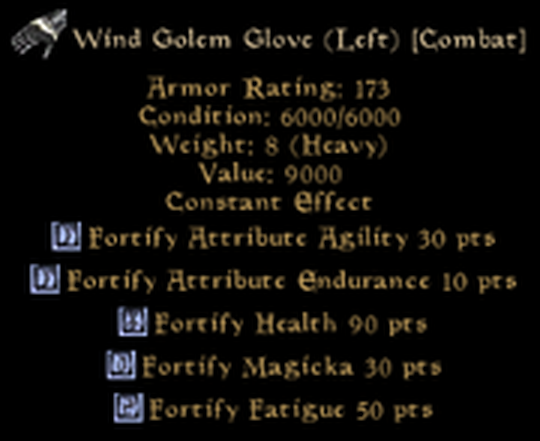 Wind Golem Glove (Left) [Combat]
Armor Rating: 173
Condition: 6000/6000
Weight: 8 (Heavy)
Value: 9000
Constant Effect
Fortify Attribute Agility 30 pts
Fortify Attribute Endurance 10 pts
Fortify Health 90 pts
Fortify Magicka 30 pts
Fortify Fatigue 50 pts